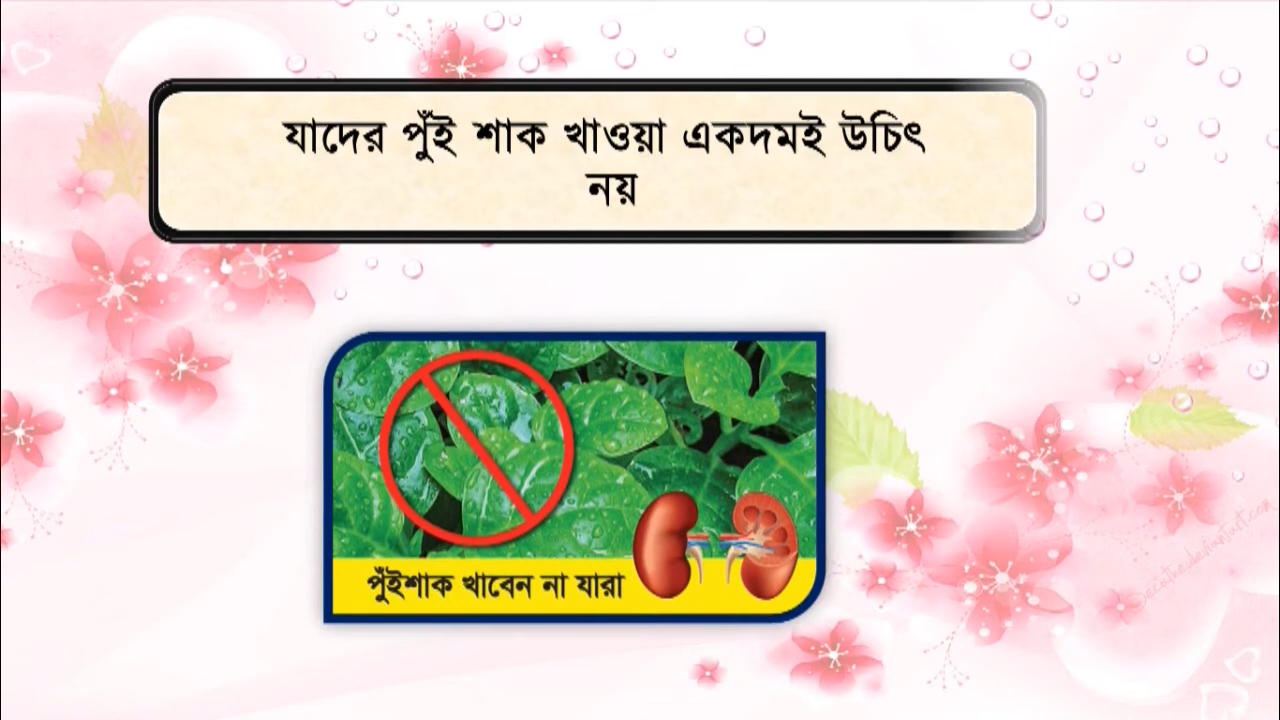 যাদের পুঁই শাক খাওয়া একদমই উচিৎ
নয়
পুঁইশাক খাবেন না যারা